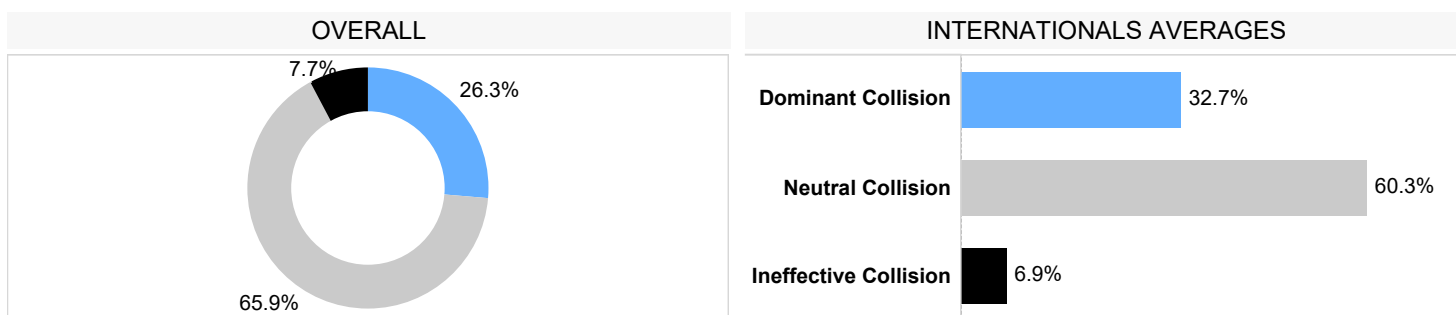 OVERALL
7.7%
26.3%
65.9%
INTERNATIONALS AVERAGES
Dominant Collision 32.7%
Neutral Collision 60.3%
Ineffective Collision 6.9%